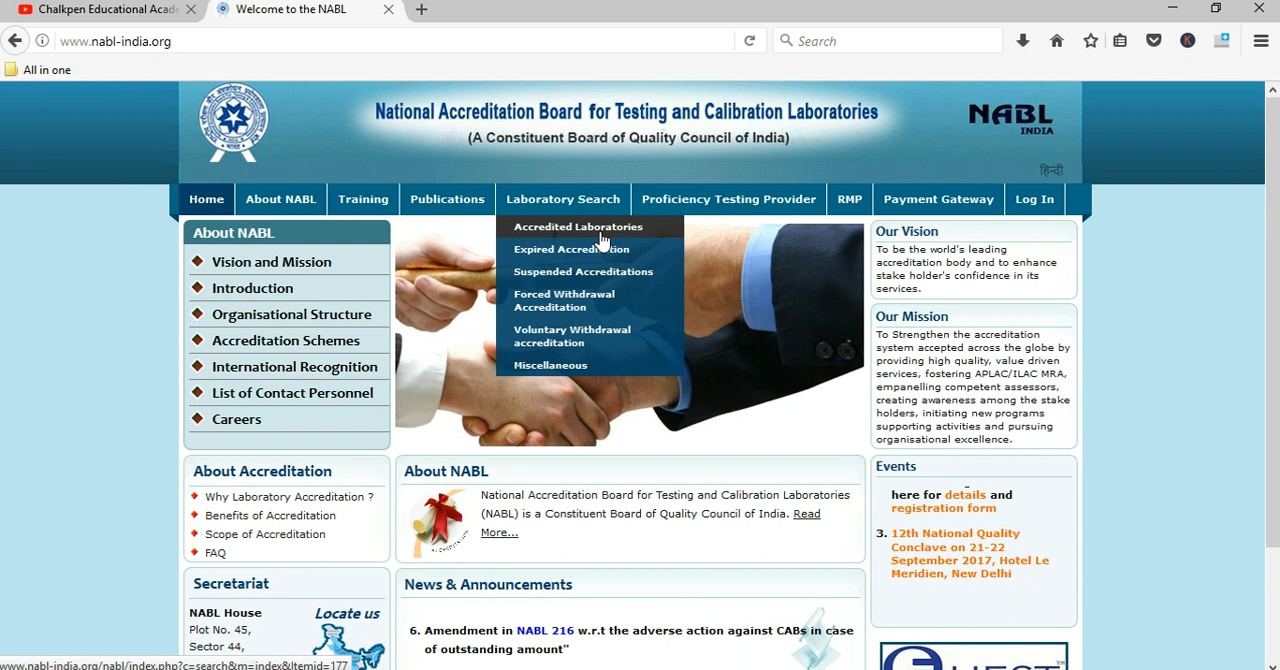 Chalkpen Educational Acade
Welcome to the NABL
www.nabl-india.org
Search
All in one
National Accreditation Board for Testing and Calibration Laboratories
(A Constituent Board of Quality Council of India)
NABL
INDIA
हिन्दी
Home
About NABL
Training
Publications
Laboratory Search
Proficiency Testing Provider
RMP
Payment Gateway
Log In
Accredited Laboratories
Expired Accreditation
Suspended Accreditations
Forced Withdrawal
Accreditation
Voluntary Withdrawal
accreditation
Miscellaneous
About NABL
Vision and Mission
Introduction
Organisational Structure
Accreditation Schemes
International Recognition
List of Contact Personnel
Careers
Our Vision
To be the world's leading
accreditation body and to enhance
stake holder's confidence in its
services.
Our Mission
To Strengthen the accreditation
system accepted across the globe by
providing high quality, value driven
services, fostering APLAC/ILAC MRA,
empanelling competent assessors,
creating awareness among the stake
holders, initiating new programs
supporting activities and pursuing
organisational excellence.
About Accreditation
Why Laboratory Accreditation ?
Benefits of Accreditation
Scope of Accreditation
FAQ
About NABL
National Accreditation Board for Testing and Calibration Laboratories
(NABL) is a Constituent Board of Quality Council of India. Read
More...
Events
here for details and
registration form
3. 12th National Quality
Conclave on 21-22
September 2017, Hotel Le
Meridien, New Delhi
Secretariat
NABL House
Plot No. 45,
Sector 44,
Locate us
News & Announcements
6. Amendment in NABL 216 w.r.t the adverse action against CABs in case
of outstanding amount"
www.nabl-india.org/nabl/index.php?c=search&m=index&Itemid=177